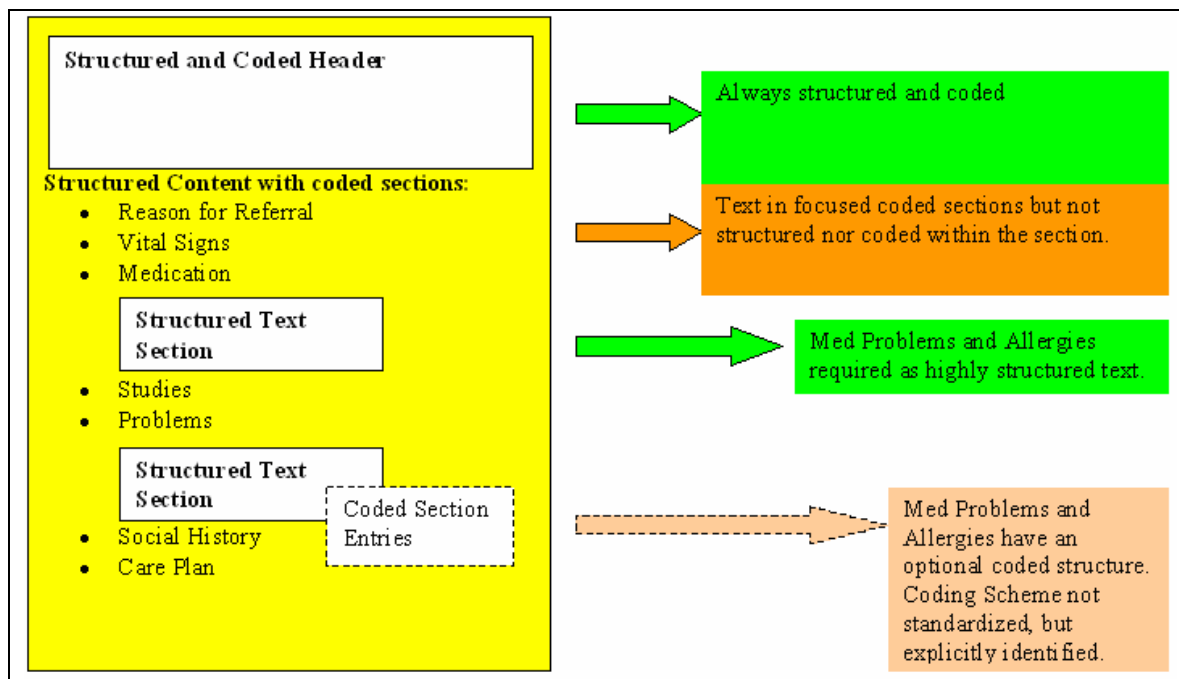 Structured and Coded Header
Structured Content with coded sections:
• Reason for Referral
• Vital Signs
• Medication
Structured Text
Section
• Studies
• Problems
Structured Text
Section
Coded Section
Entries
• Social History
• Care Plan
Always structured and coded
Text in focused coded sections but not
structured nor coded within the section.
Med Problems and Allergies
required as highly structured text.
Med Problems and
Allergies have an
optional coded structure.
Coding Scheme not
standardized, but
explicitly identified.